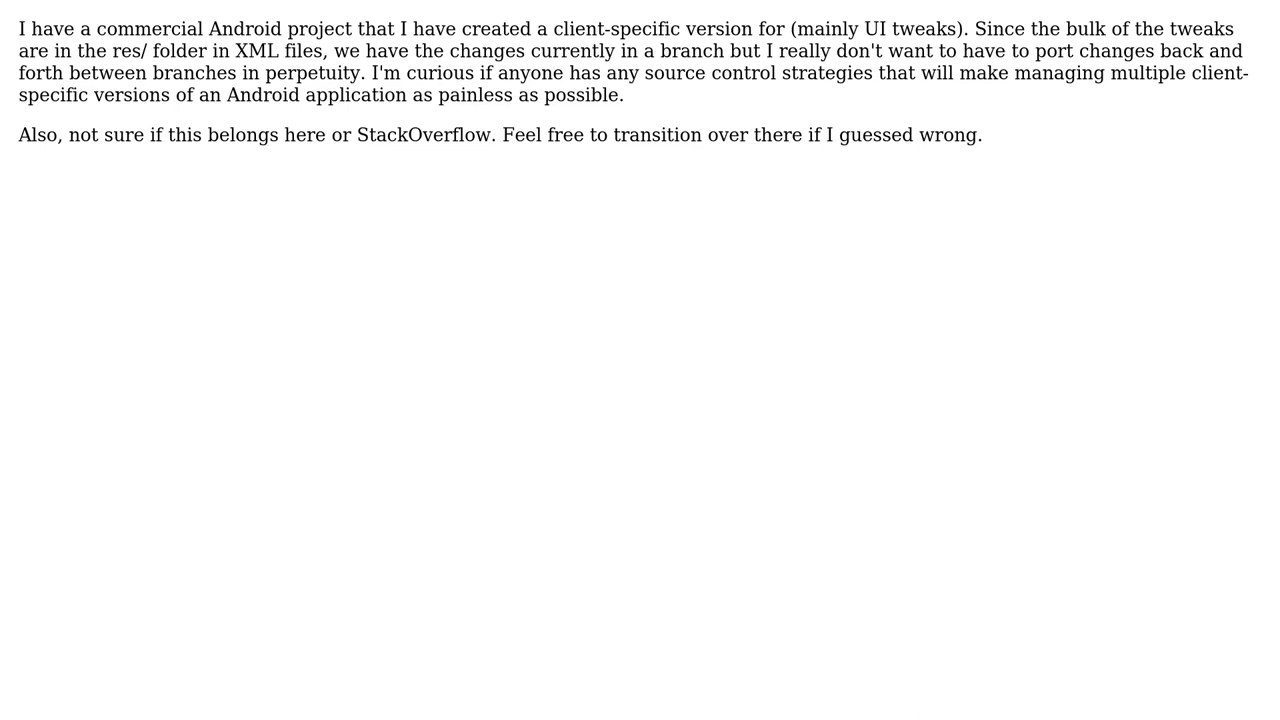 I have a commercial Android project that I have created a client-specific version for (mainly UI tweaks). Since the bulk of the tweaks
are in the res/ folder in XML files, we have the changes currently in a branch but I really don't want to have to port changes back and
forth between branches in perpetuity. I'm curious if anyone has any source control strategies that will make managing multiple client-
specific versions of an Android application as painless as possible.
Also, not sure if this belongs here or StackOverflow. Feel free to transition over there if I guessed wrong.